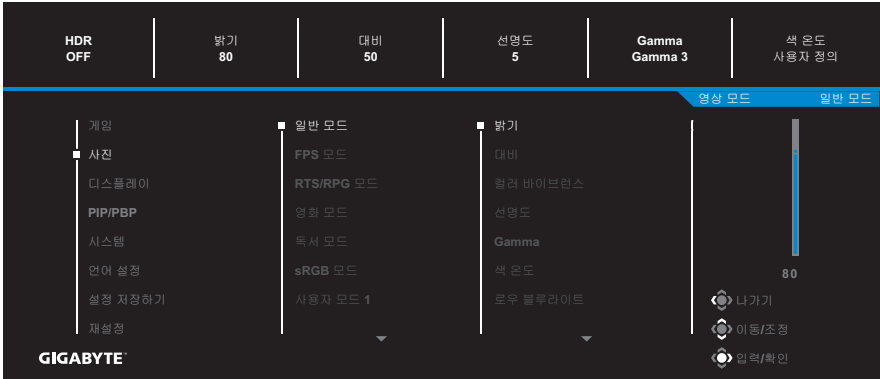 HDR
OFF
밝기
80
대비
50
선명도
5
Gamma
Gamma 3
색 온도
사용자 정의
영상 모드 일반 모드
게임
사진
디스플레이
PIP/PBP
시스템
언어 설정
설정 저장하기
재설정
일반 모드
FPS 모드
RTS/RPG 모드
영화 모드
독서 모드
sRGB 모드
사용자 모드 1
밝기
대비
컬러 바이브런스
선명도
Gamma
색 온도
로우 블루라이트
80
나가기
이동/조정
입력/확인
GIGABYTE™